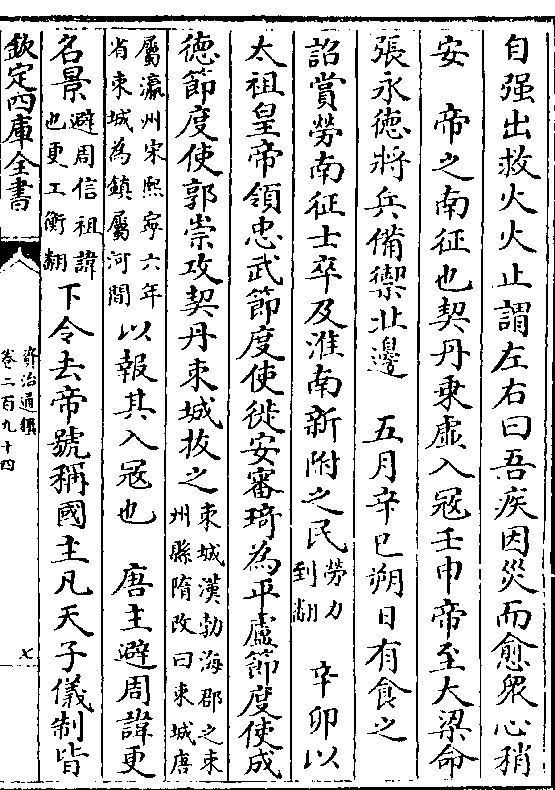 自强出救火火止謂左右曰吾疾因災而愈衆心稍
安　帝之南征也契丹乘虛入冦壬申帝至大梁命
張永德將兵備禦北邊　五月辛巳朔日有食之
詔賞勞南征士卒及淮南新附之民勞力到翻　辛卯以
太祖皇帝領忠武節度使徙安審琦為平盧節度使成
德節度使郭崇攻契丹束城拔之束城漢勃海郡之束州縣隋改曰束城唐
屬瀛州宋熙寧六年省束城為鎮屬河間以報其入冦也　唐主避周諱更
名景避周信祖諱也更工衡翻下令去帝號稱國主凡天子儀制皆
欽定四庫全書
資治通鑑
卷二百九十四
七